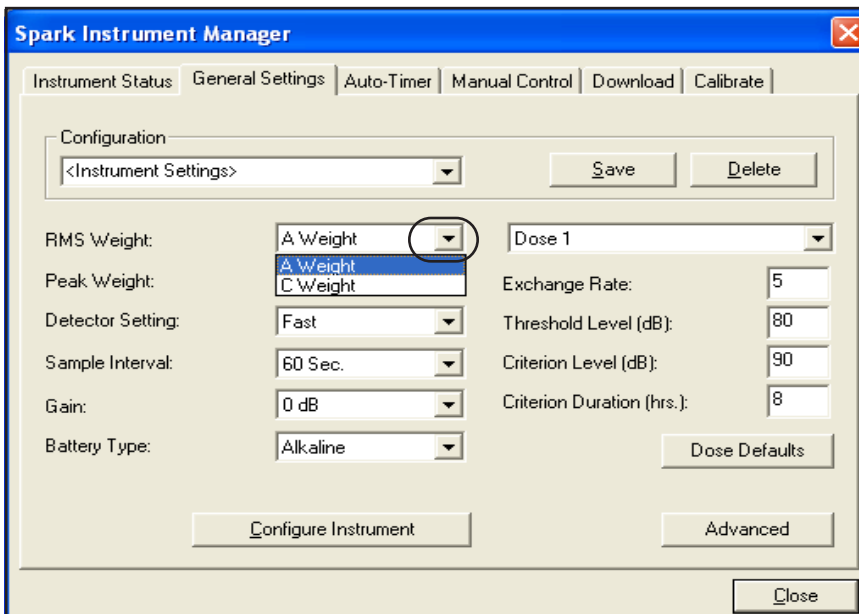 Spark Instrument Manager
Instrument Status General Settings Auto-Timer Manual Control Download Calibrate
Configuration
<Instrument Settings> Save Delete
RMS Weight: A Weight Dose 1
A Weight
C Weight
Peak Weight: Exchange Rate: 5
Detector Setting: Fast Threshold Level (dB): 80
Sample Interval: 60 Sec. Criterion Level (dB): 90
Gain: 0 dB Criterion Duration (hrs.): 8
Battery Type: Alkaline Dose Defaults
Configure Instrument Advanced
Close